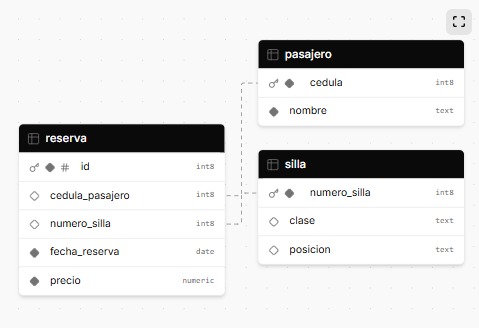 pasajero
cedula int8
nombre text
reserva
id int8
cedula_pasajero int8
numero_silla int8
fecha_reserva date
precio numeric
silla
numero_silla int8
clase text
posicion text